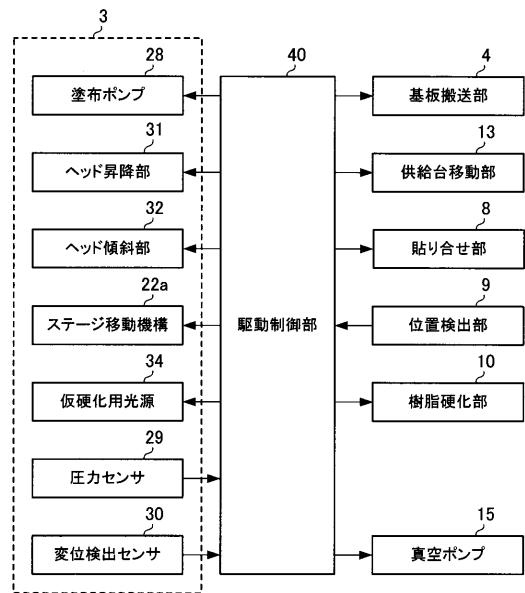 3
28
塗布ポンプ
31
ヘッド昇降部
32
ヘッド傾斜部
22a
ステージ移動機構
34
仮硬化用光源
29
圧力センサ
30
変位検出センサ
40
駆動制御部
4
基板搬送部
13
供給台移動部
8
貼り合せ部
9
位置検出部
10
樹脂硬化部
15
真空ポンプ